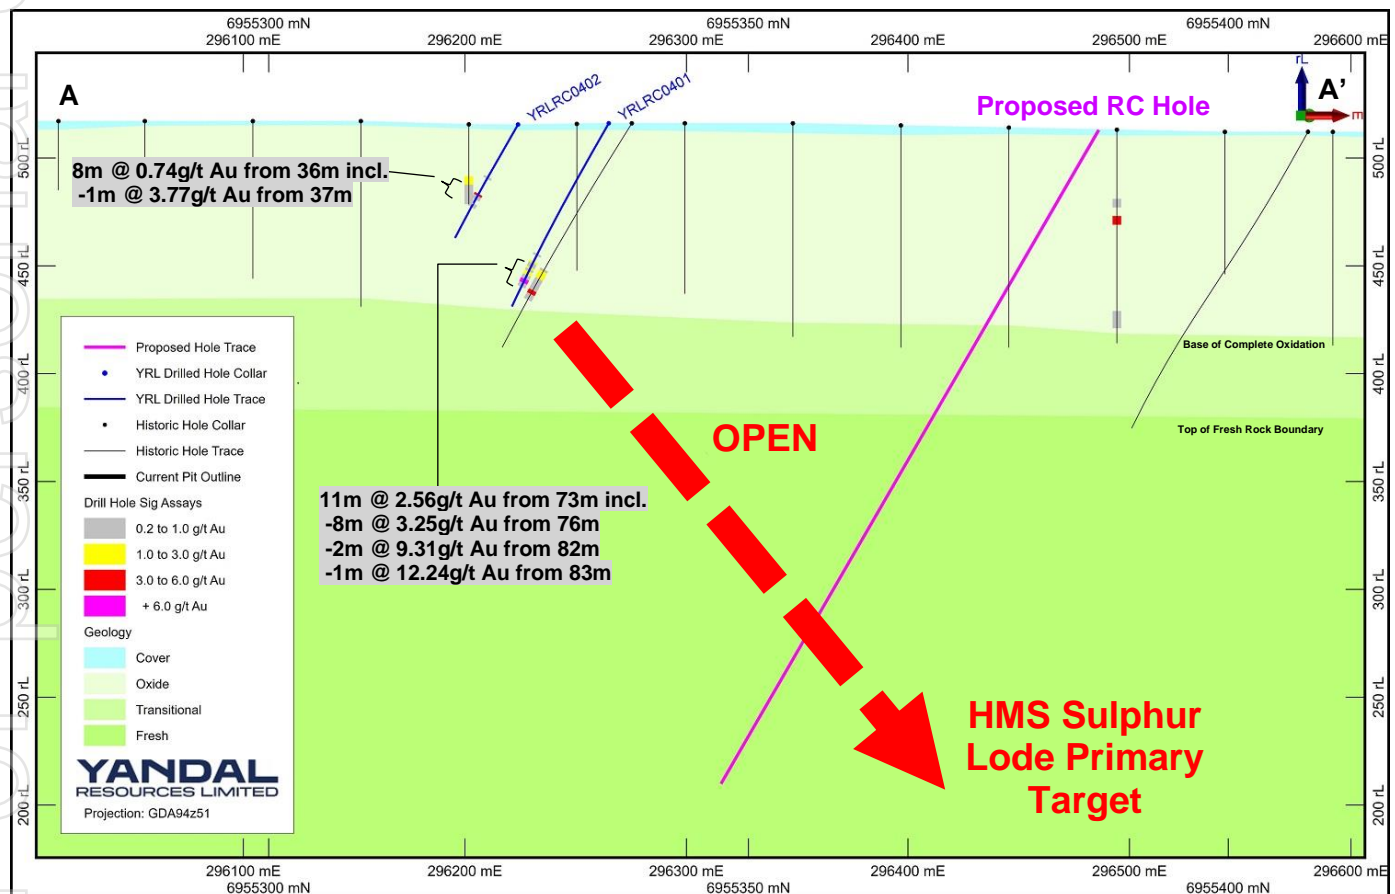 6955300 mN 6955350 mN 6955400 mN
296100 mE 296200 mE 296300 mE 296400 mE 296500 mE 296600 mE
A
YRLRC0402
YRLRC0401
Proposed RC Hole
rL
A’
E
500 rL
500 rL
8m @ 0.74g/t Au from 36m incl.
-1m @ 3.77g/t Au from 37m
450 rL
450 rL
Base of Complete Oxidation
400 rL
400 rL
Top of Fresh Rock Boundary
OPEN
350 rL
350 rL
11m @ 2.56g/t Au from 73m incl.
-8m @ 3.25g/t Au from 76m
-2m @ 9.31g/t Au from 82m
-1m @ 12.24g/t Au from 83m
300 rL
300 rL
250 rL
250 rL
HMS Sulphur
Lode Primary
Target
200 rL
200 rL
Proposed Hole Trace
YRL Drilled Hole Collar
YRL Drilled Hole Trace
Historic Hole Collar
Historic Hole Trace
Current Pit Outline
Drill Hole Sig Assays
0.2 to 1.0 g/t Au
1.0 to 3.0 g/t Au
3.0 to 6.0 g/t Au
+ 6.0 g/t Au
Geology
Cover
Oxide
Transitional
Fresh
YANDAL
RESOURCES LIMITED
Projection: GDA94z51
296100 mE 296200 mE 296300 mE 296400 mE 296500 mE 296600 mE
6955300 mN 6955350 mN 6955400 mN